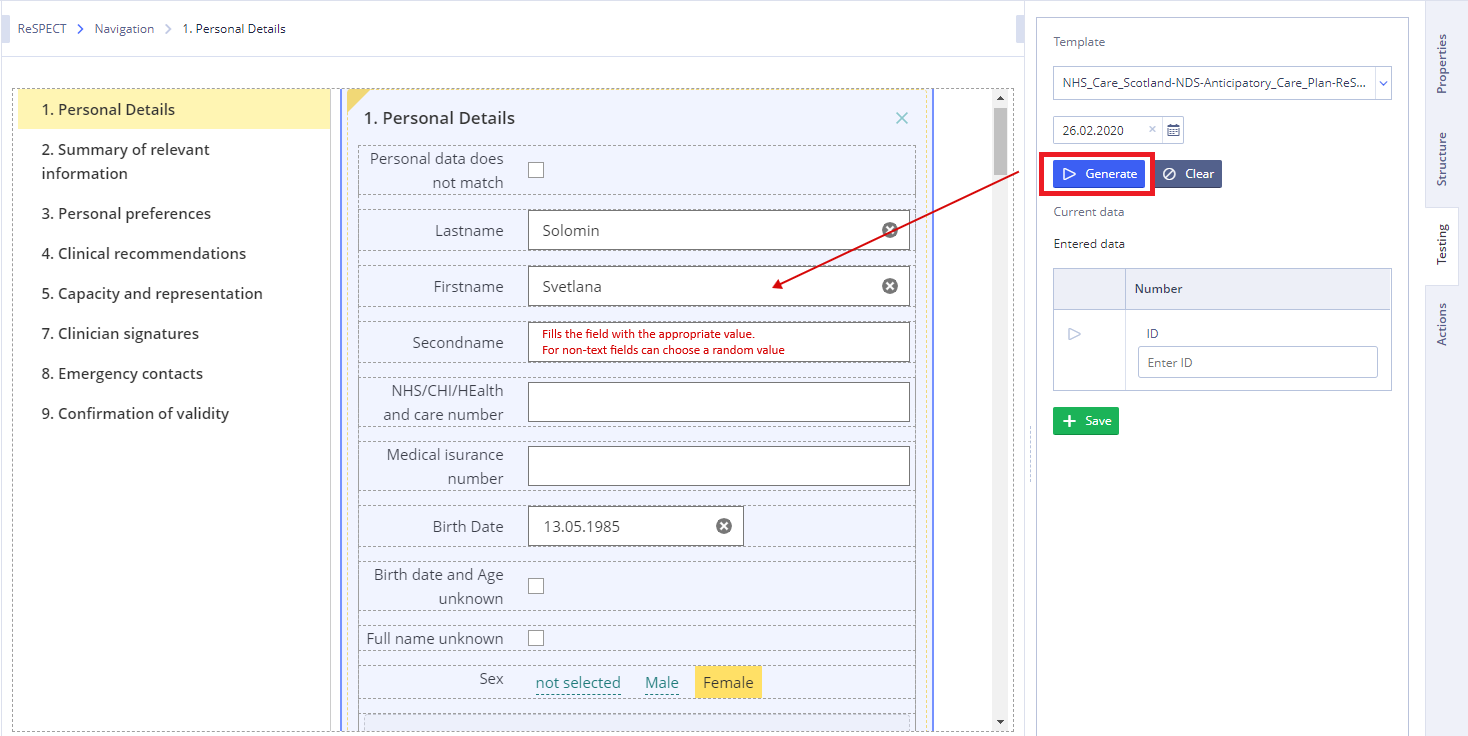 ReSPECT > Navigation > 1. Personal Details
1. Personal Details
2. Summary of relevant
information
3. Personal preferences
4. Clinical recommendations
5. Capacity and representation
7. Clinician signatures
8. Emergency contacts
9. Confirmation of validity
1. Personal Details
Personal data does
not match
Lastname
Solomin
Firstname
Svetlana
Secondname
Fills the field with the appropriate value.
For non-text fields can choose a random value
NHS/CHI/HEalth
and care number
Medical isurance
number
Birth Date
13.05.1985
Birth date and Age
unknown
Full name unknown
Sex
not selected Male Female
Template
NHS_Care_Scotland-NDS-Anticipatory_Care_Plan-ReS...
26.02.2020
Generate
Clear
Current data
Entered data
Number
ID
Enter ID
Save
Properties
Structure
Testing
Actions